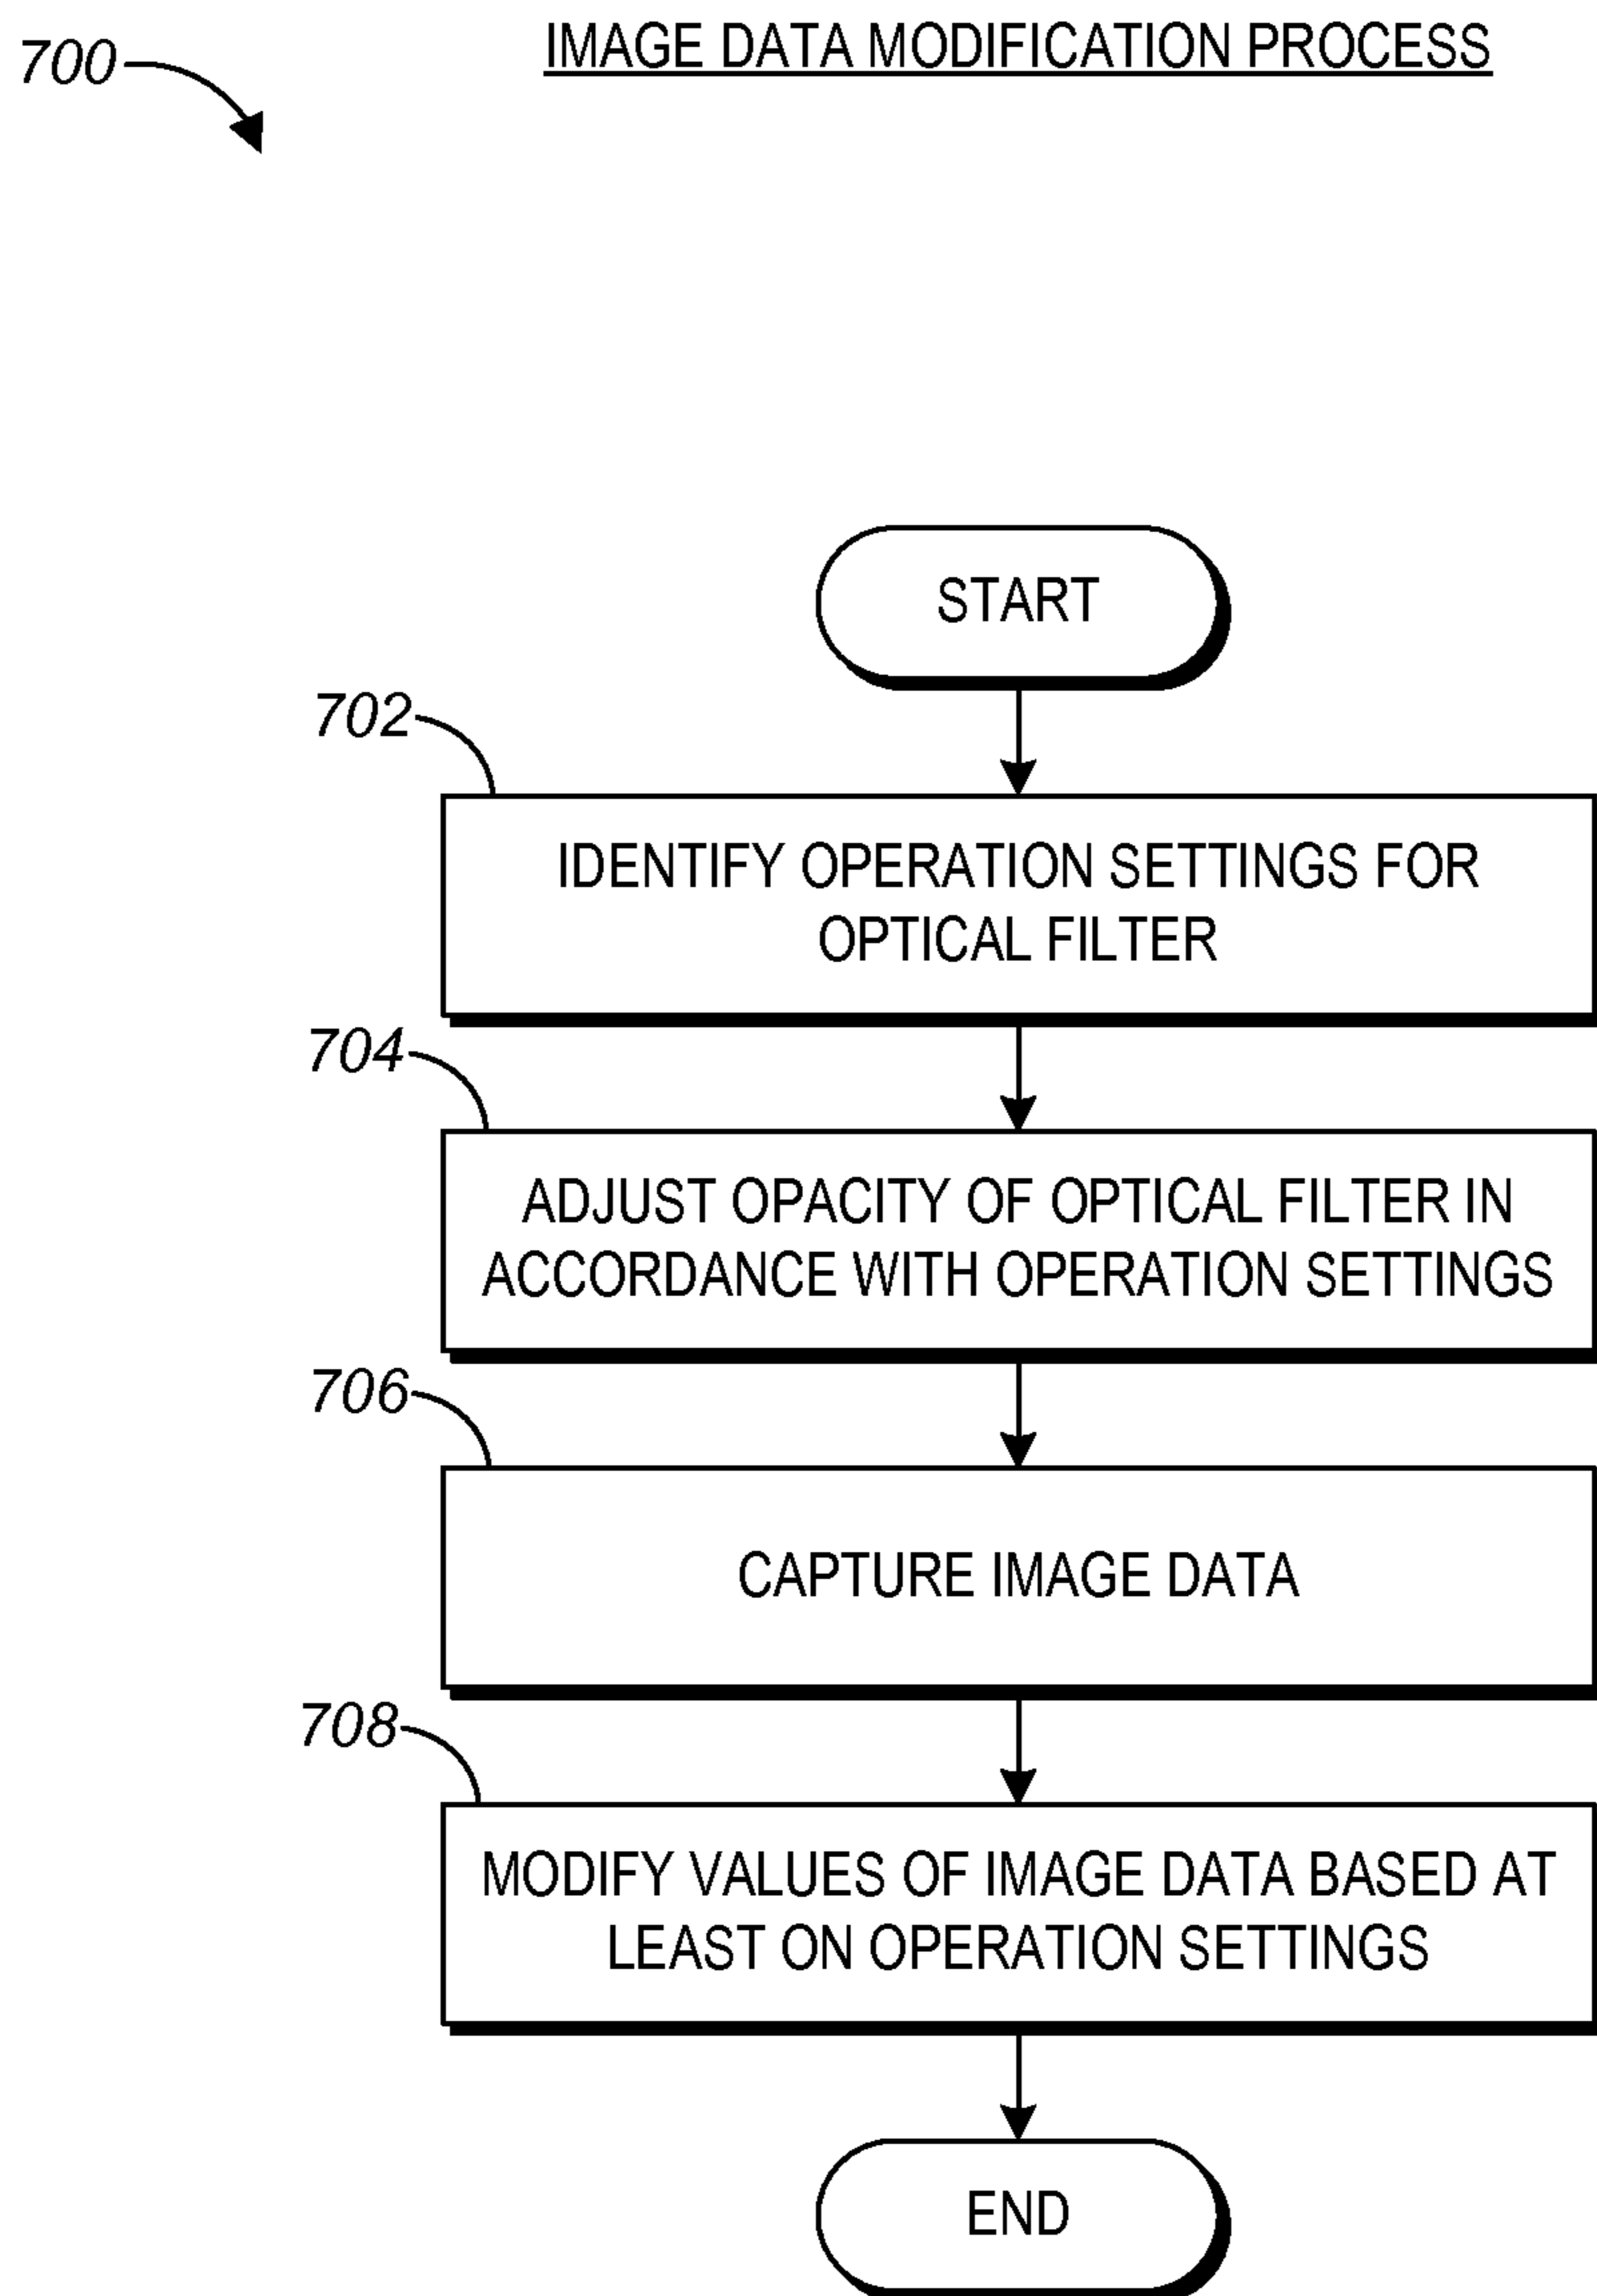 700
IMAGE DATA MODIFICATION PROCESS
START
702
IDENTIFY OPERATION SETTINGS FOR
OPTICAL FILTER
704
ADJUST OPACITY OF OPTICAL FILTER IN
ACCORDANCE WITH OPERATION SETTINGS
706
CAPTURE IMAGE DATA
708
MODIFY VALUES OF IMAGE DATA BASED AT
LEAST ON OPERATION SETTINGS
END